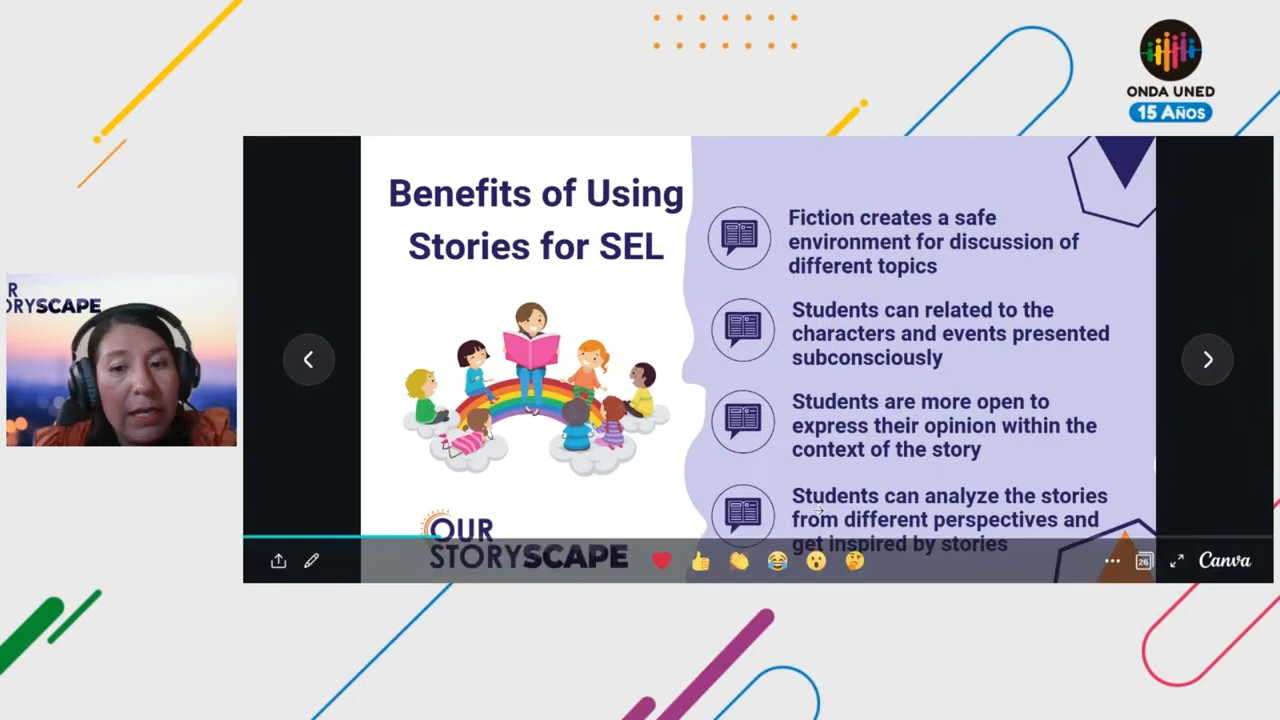 ONDA UNED
15 AÑOS
Benefits of Using
Stories for SEL
Fiction creates a safe
environment for discussion of
different topics
Students can related to the
characters and events presented
subconsciously
Students are more open to
express their opinion within the
context of the story
Students can analyze the stories
from different perspectives and
get inspired by stories
OUR
STORYSCAPE
R
ORYSCAPE
26
Canva